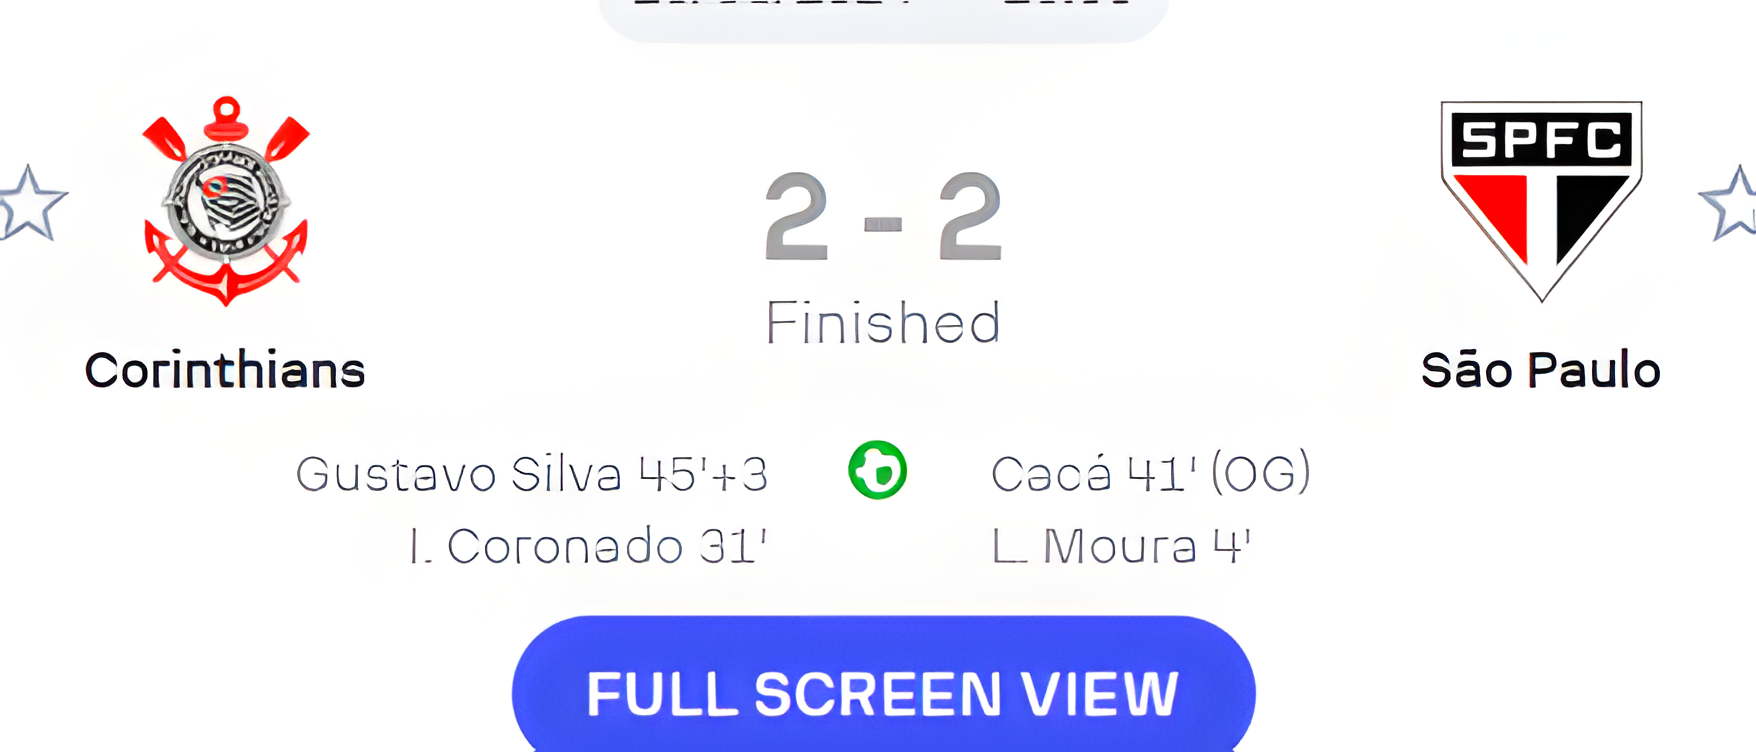 SPFC
2 - 2
Finished
Corinthians
São Paulo
Gustavo Silva 45'+3
Cacá 41' (OG)
I. Coronado 31'
L. Moura 4'
FULL SCREEN VIEW